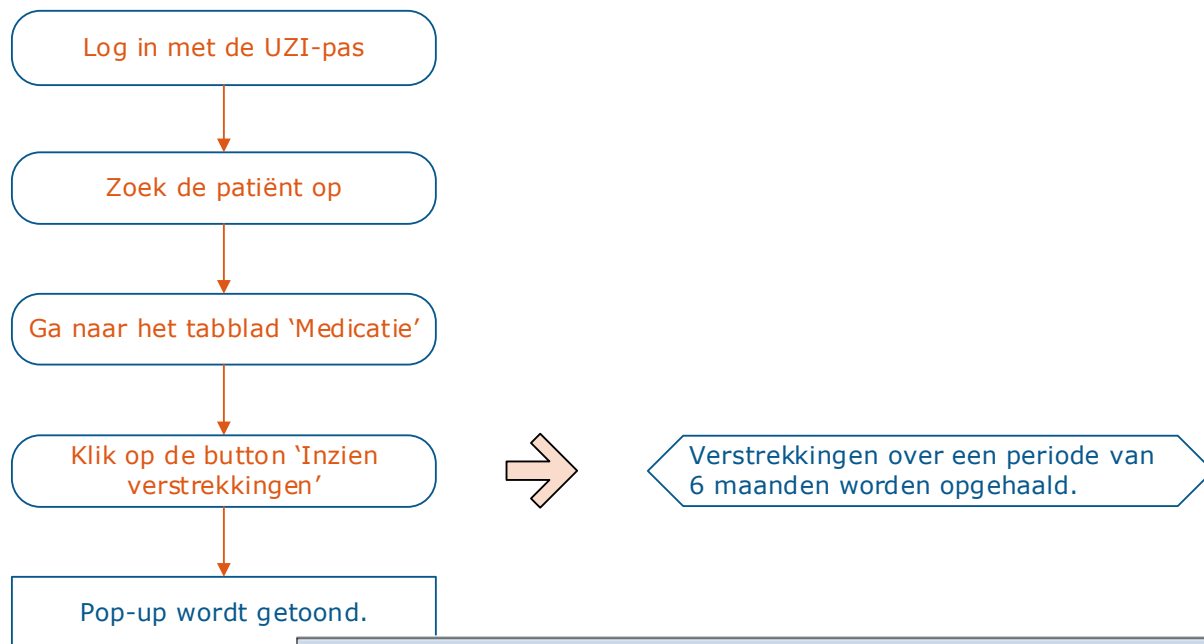 Log in met de UZI-pas
Zoek de patiënt op
Ga naar het tabblad ‘Medicatie’
Klik op de button ‘Inzien
verstrekkingen’
Verstrekkingen over een periode van
6 maanden worden opgehaald.
Pop-up wordt getoond.